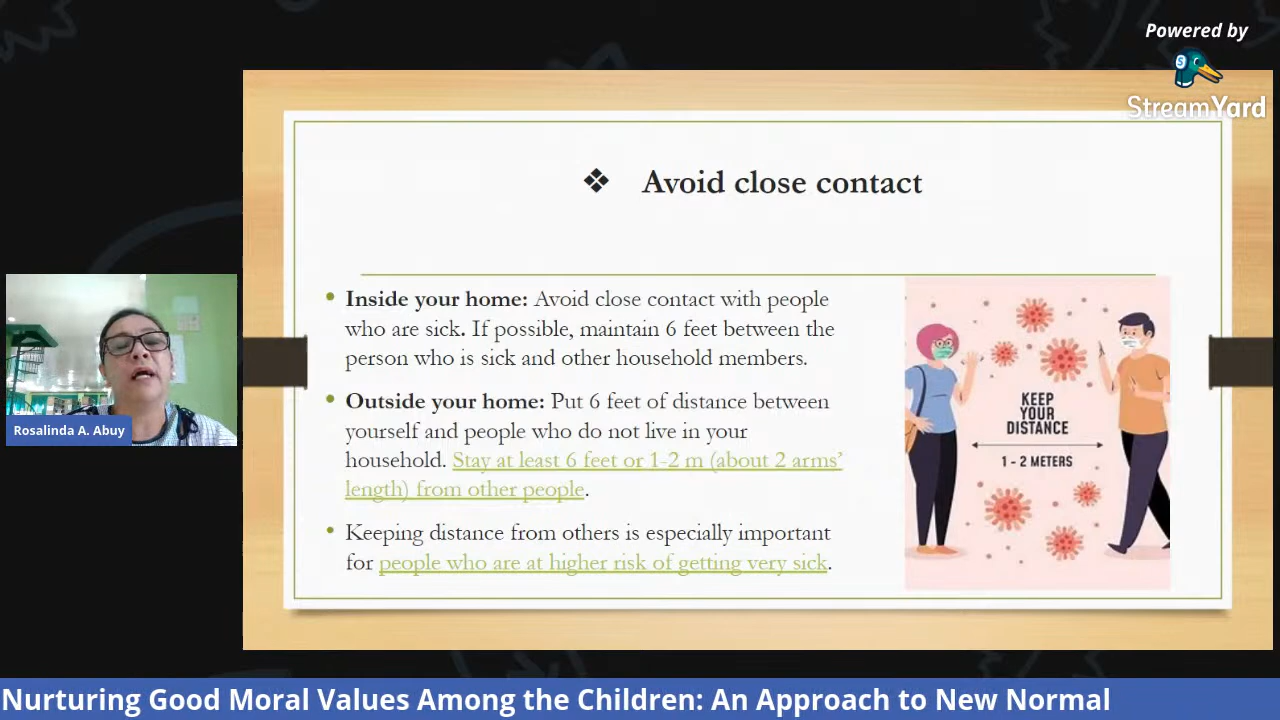 Powered by
StreamYard
❖ Avoid close contact
• Inside your home: Avoid close contact with people
who are sick. If possible, maintain 6 feet between the
person who is sick and other household members.
• Outside your home: Put 6 feet of distance between
yourself and people who do not live in your
household. Stay at least 6 feet or 1-2 m (about 2 arms’
length) from other people.
• Keeping distance from others is especially important
for people who are at higher risk of getting very sick.
KEEP
YOUR
DISTANCE
1 - 2 METERS
Rosalinda A. Abuy
Nurturing Good Moral Values Among the Children: An Approach to New Normal